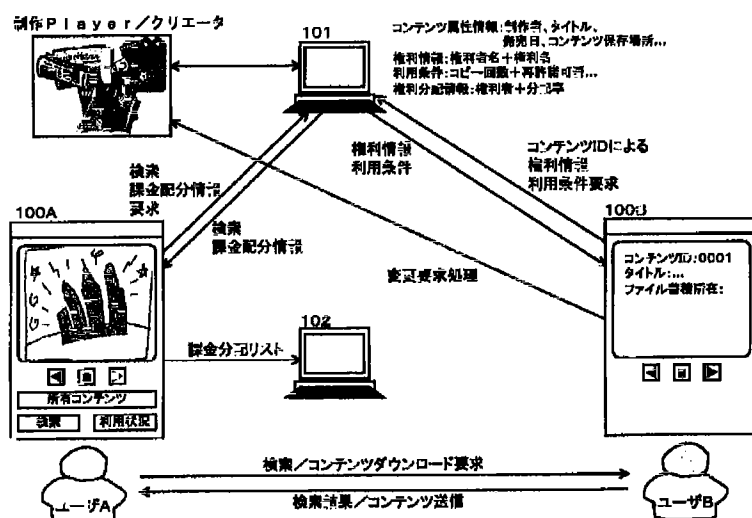 制作Player/クリエータ
101
コンテンツ属性情報:制作者、タイトル、
発売日、コンテンツ保存場所...
権利情報:権利者名+権利名
利用条件:コピー回数+再許諾可否...
権利分配情報:権利者+分配率
検索
課金配分情報
要求
権利情報
利用条件
コンテンツIDによる
権利情報
利用条件要求
100A
検索
課金配分情報
100B
コンテンツID:0001
タイトル:...
ファイル蓄積所在:
変更要求処理
102
課金分配リスト
所有コンテンツ
検索
利用状況
検索/コンテンツダウンロード要求
ユーザA
検索結果/コンテンツ送信
ユーザB